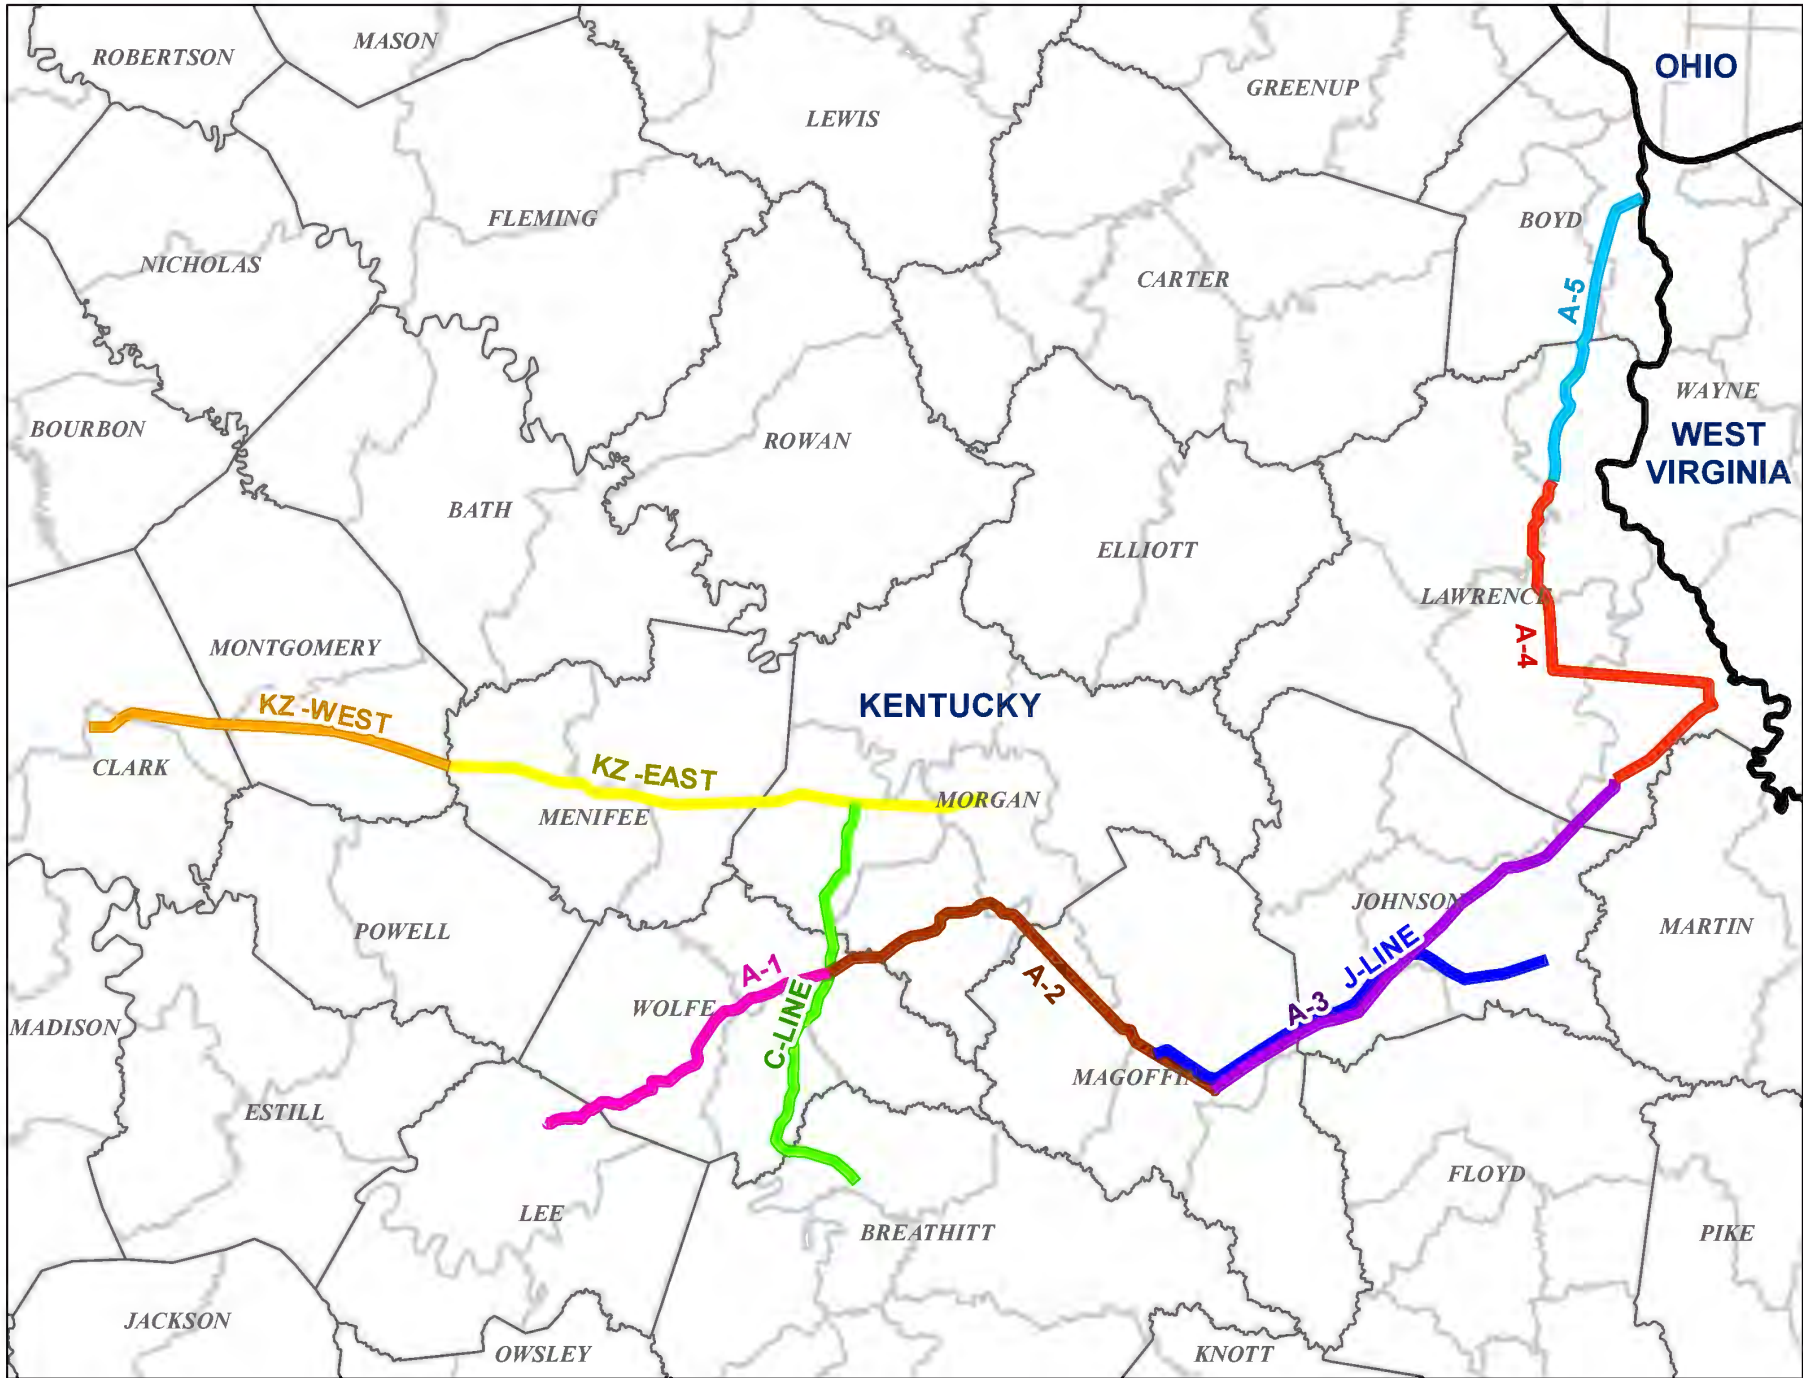 ROBERTSON
MASON
OHIO
GREENUP
LEWIS
FLEMING
BOYD
NICHOLAS
CARTER
A-5
WAYNE
BOURBON
ROWAN
WEST
VIRGINIA
BATH
ELLIOTT
LAWRENCE
MONTGOMERY
A-4
KZ -WEST
KENTUCKY
CLARK
KZ -EAST
MENIFEE
MORGAN
JOHNSON
POWELL
MARTIN
J-LINE
A-1
A-2
WOLFE
A-3
C-LINE
MADISON
MAGOFFIN
ESTILL
FLOYD
LEE
BREATHITT
PIKE
JACKSON
OWSLEY
KNOTT